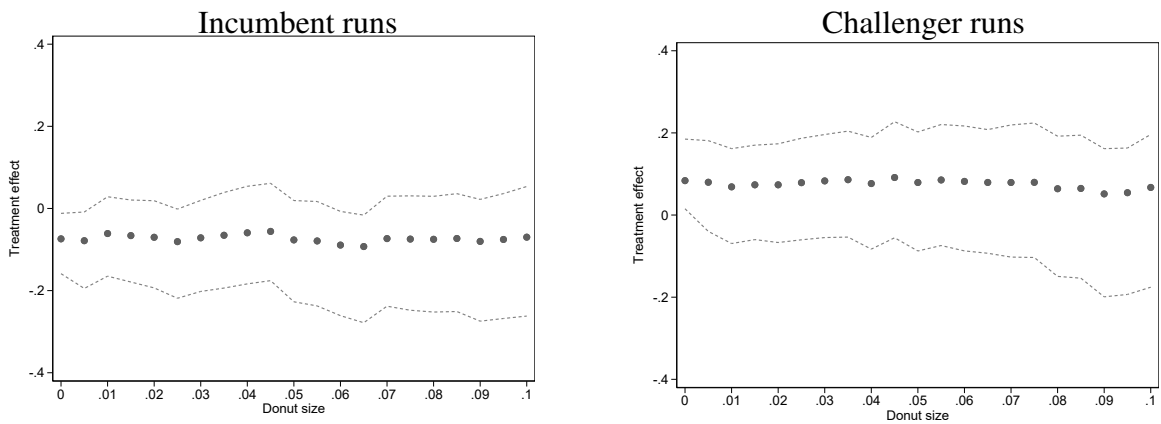 Incumbent runs
.4
.2
0
-.2
-.4
Treatment effect
0 .01 .02 .03 .04 .05 .06 .07 .08 .09 .1
Donut size
Challenger runs
.4
.2
0
-.2
-.4
Treatment effect
0 .01 .02 .03 .04 .05 .06 .07 .08 .09 .1
Donut size